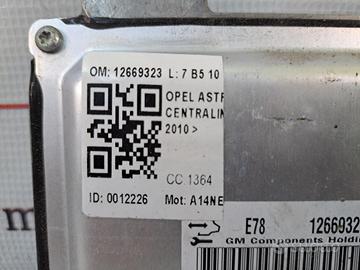 OM: 12669323 L: 7 B5 10
OPEL ASTR
CENTRALIN
2010 >
CC 1364
ID: 0012226 Mot: A14NE
E78 1266932
GM Components Holdin